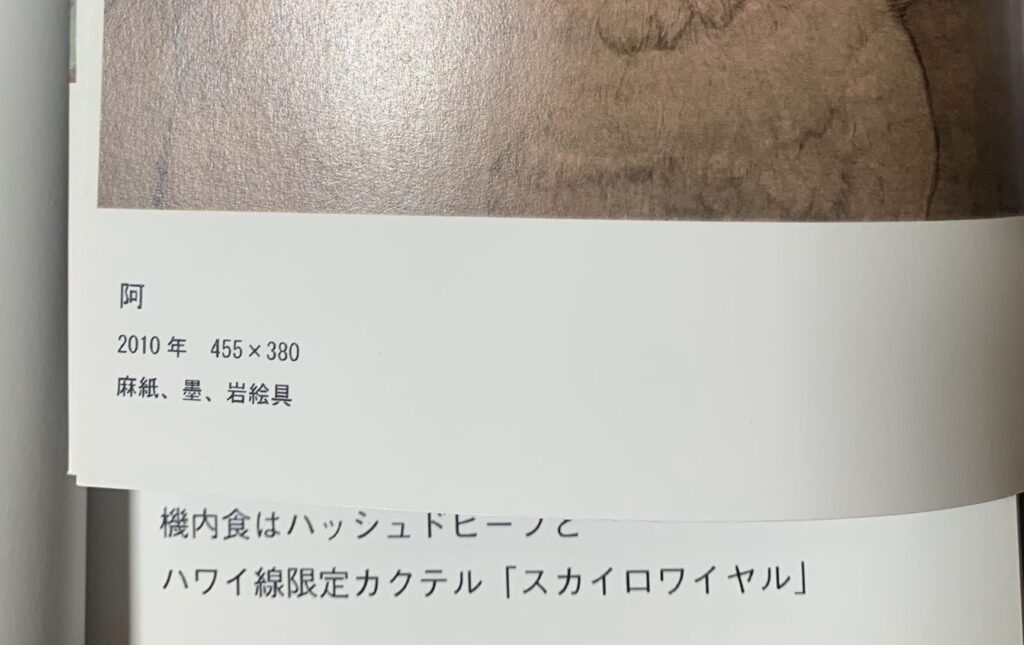 阿
2010年　455×380
麻紙、墨、岩絵具
機内食はハッシュドビーフと
ハワイ線限定カクテル「スカイロワイヤル」